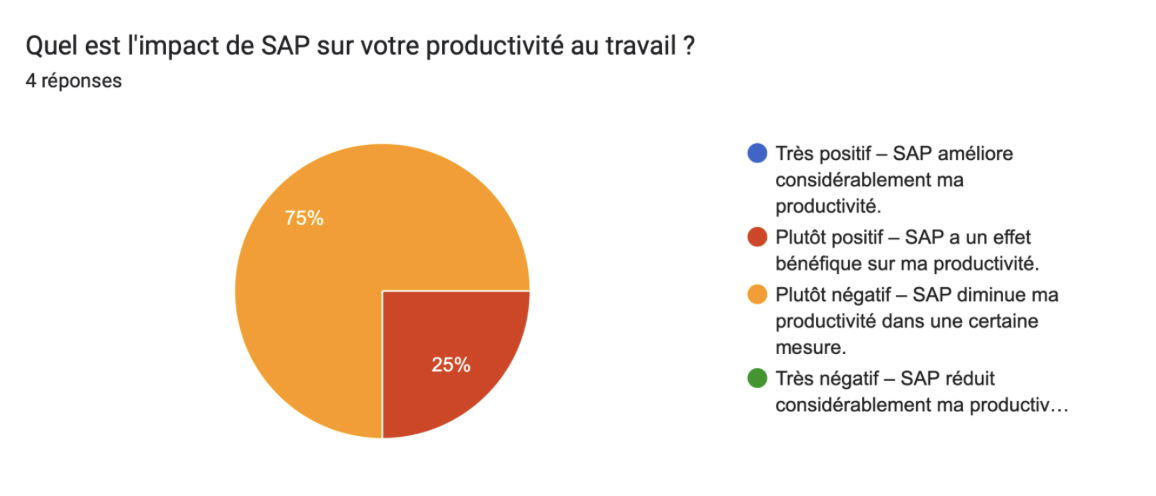 Quel est l'impact de SAP sur votre productivité au travail ?
4 réponses
75%
25%
Très positif – SAP améliore
considérablement ma
productivité.
Plutôt positif – SAP a un effet
bénéfique sur ma productivité.
Plutôt négatif – SAP diminue ma
productivité dans une certaine
mesure.
Très négatif – SAP réduit
considérablement ma productiv…